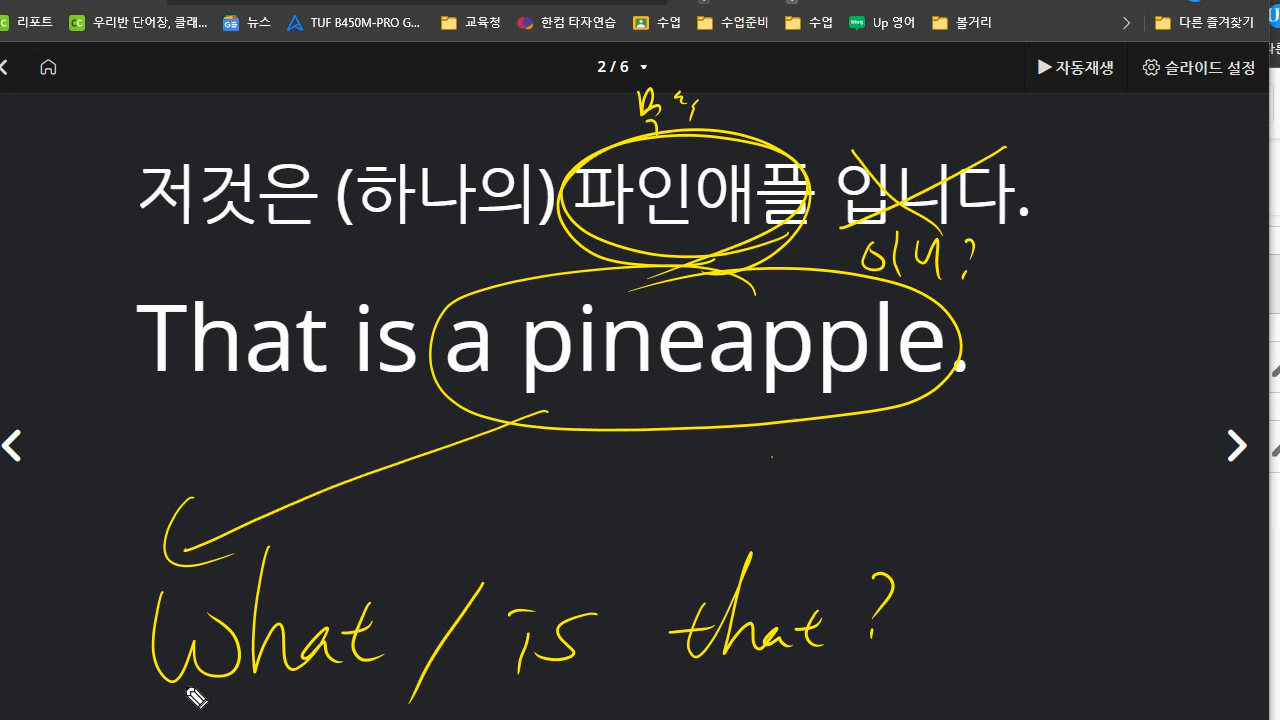 리포트 우리반 단어장, 클래... 뉴스 TUF B450M-PRO G... 교육청 한컴 타자연습 수업 수업준비 수업 Up 영어 볼거리 다른 즐겨찾기
2 / 6 자동재생 슬라이드 설정
저것은 (하나의) 파인애플 입니다.
이니?
That is a pineapple.
What / is that?